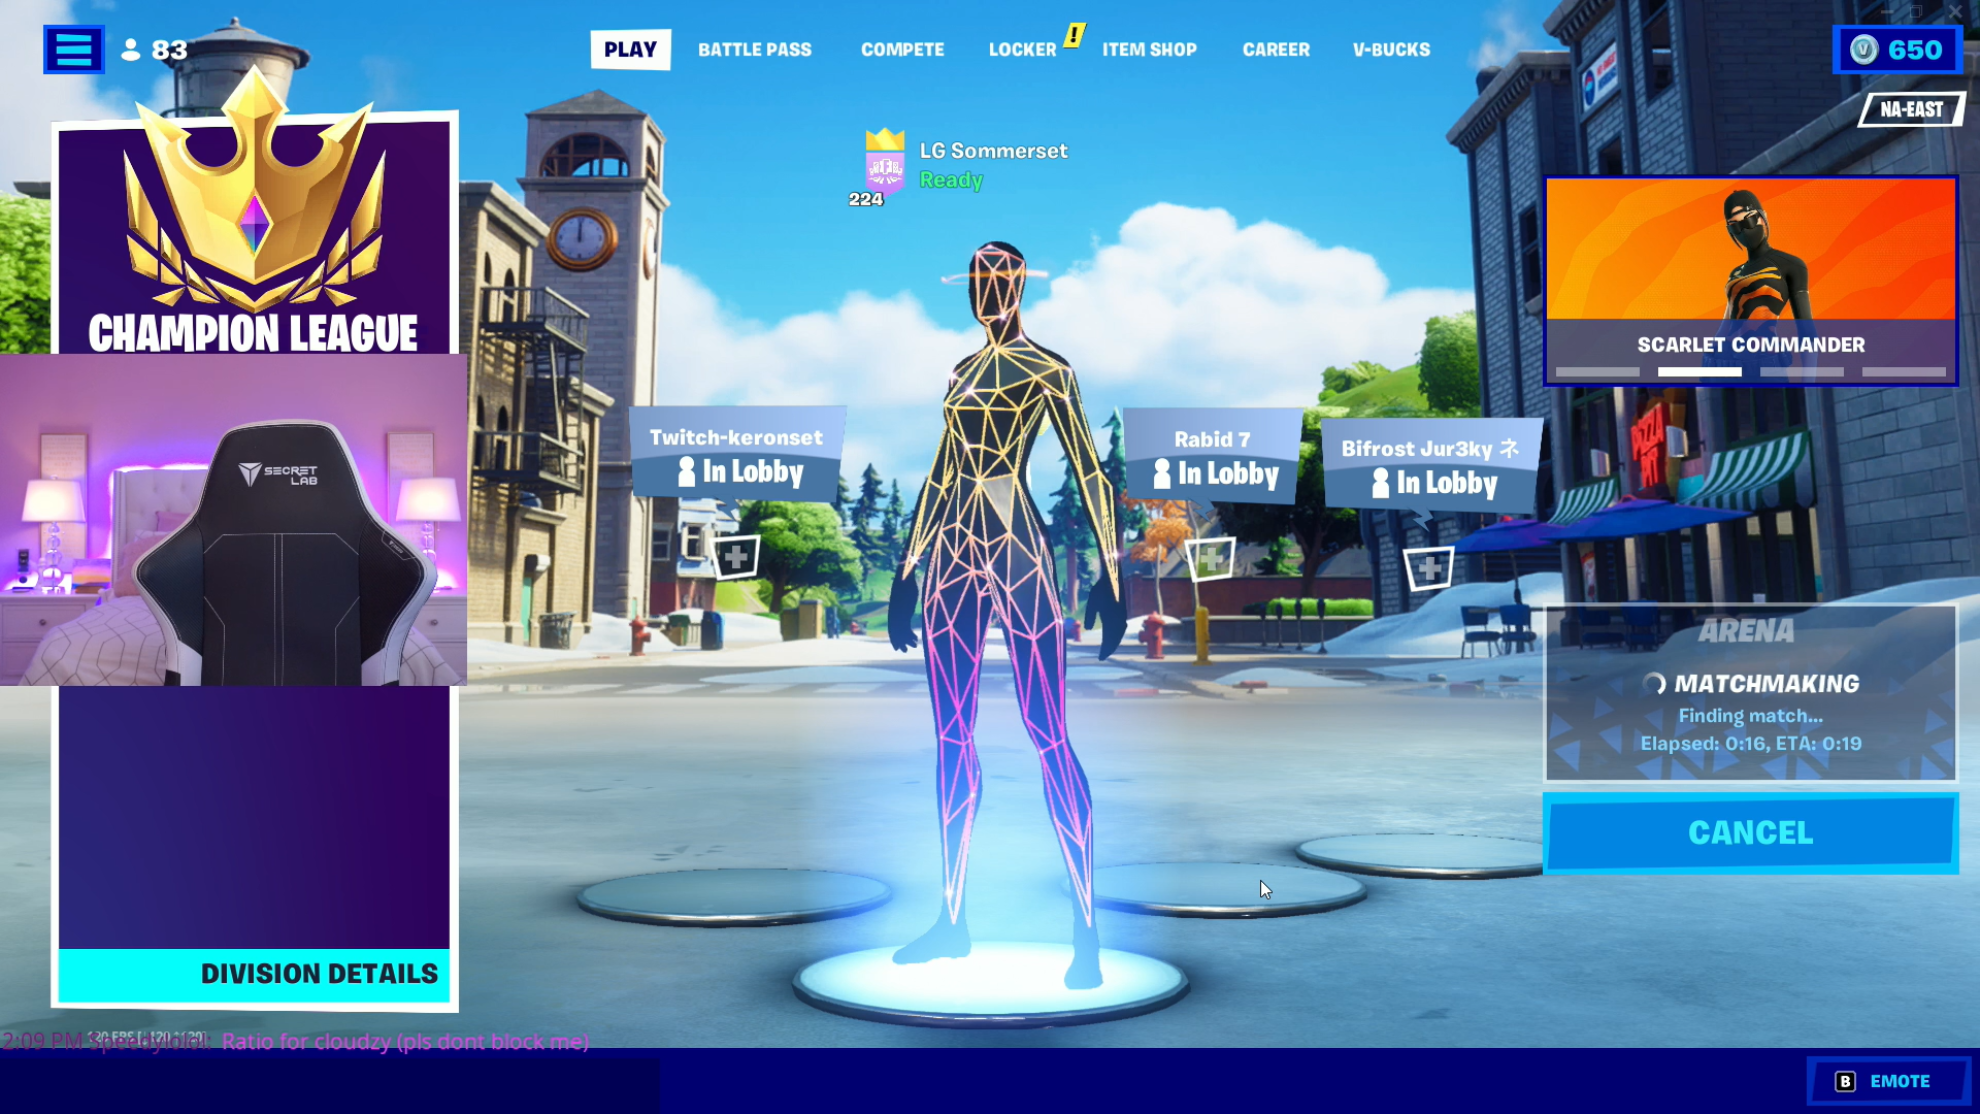 83
PLAY
BATTLE PASS
COMPETE
LOCKER
!
ITEM SHOP
CAREER
V-BUCKS
650
NA-EAST
LG Sommerset
Ready
224
CHAMPION LEAGUE
SCARLET COMMANDER
Twitch-keronset
In Lobby
Rabid 7
In Lobby
Bifrost Jur3ky ネ
In Lobby
PIZZA PIT
SECRET
LAB
ARENA
MATCHMAKING
Finding match...
Elapsed: 0:16, ETA: 0:19
CANCEL
DIVISION DETAILS
2:09 PM Speedylolol: Ratio for cloudzy (pls dont block me)
B EMOTE